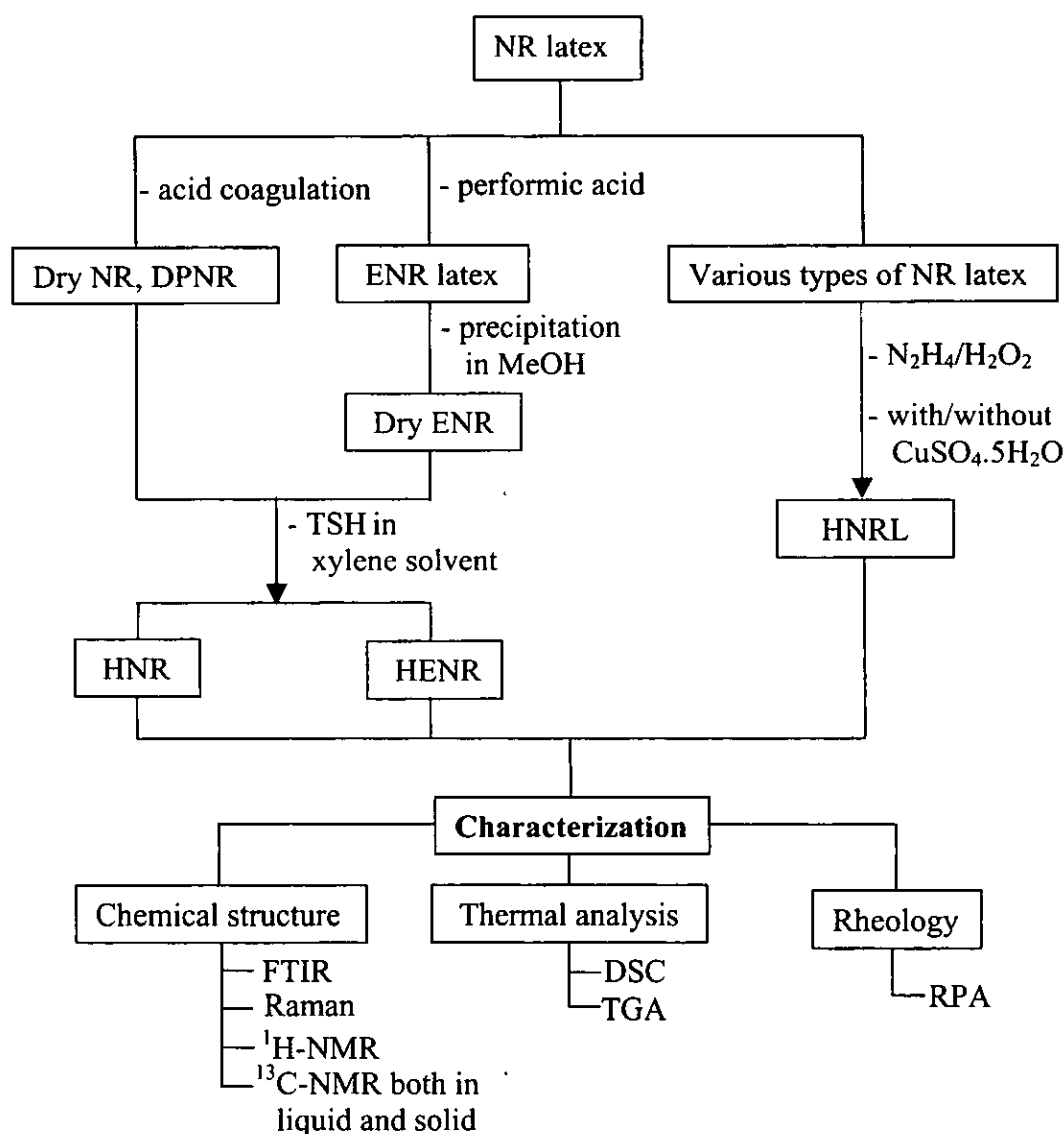 NR latex
- acid coagulation
- performic acid
Dry NR, DPNR
ENR latex
Various types of NR latex
- precipitation
in MeOH
- N₂H₄/H₂O₂
Dry ENR
- with/without
CuSO₄.5H₂O
- TSH in
xylene solvent
HNRL
HNR
HENR
Characterization
Chemical structure
Thermal analysis
Rheology
FTIR
Raman
¹H-NMR
¹³C-NMR both in
liquid and solid
DSC
TGA
RPA